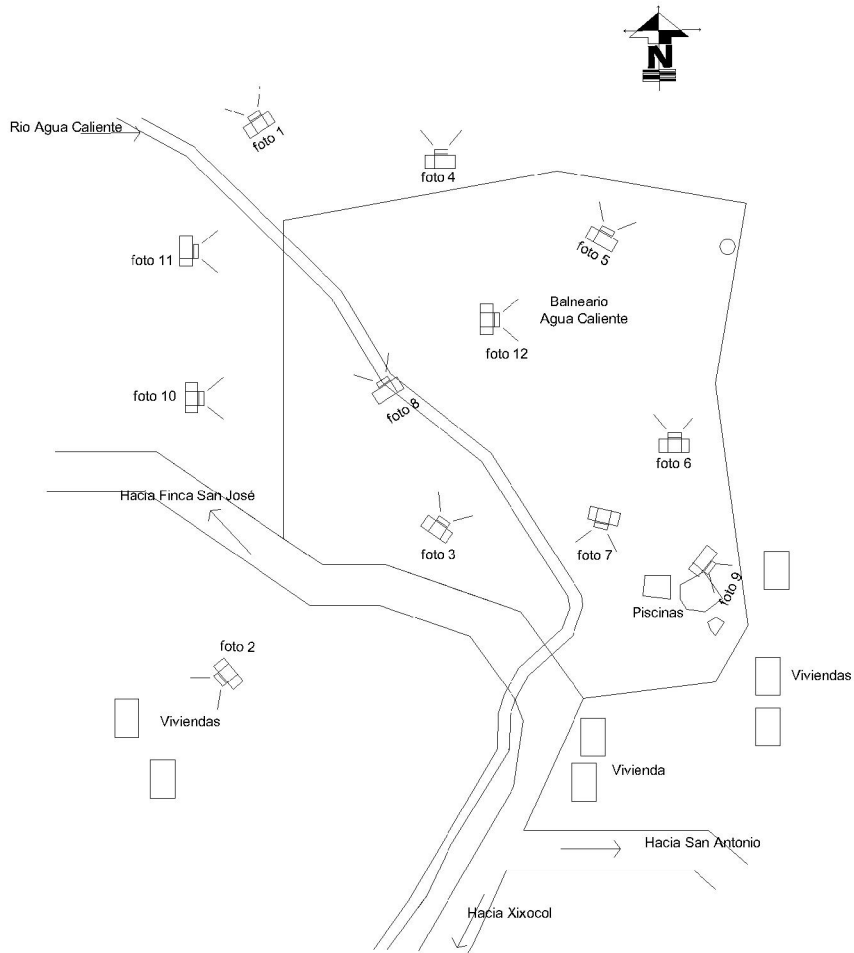 N
Rio Agua Caliente
foto 1
foto 4
foto 11
foto 5
Balneario
Agua Caliente
foto 12
foto 10
foto 8
foto 6
Hacia Finca San José
foto 3
foto 7
foto 9
Piscinas
foto 2
Viviendas
Viviendas
Vivienda
Hacia San Antonio
Hacia Xixocol